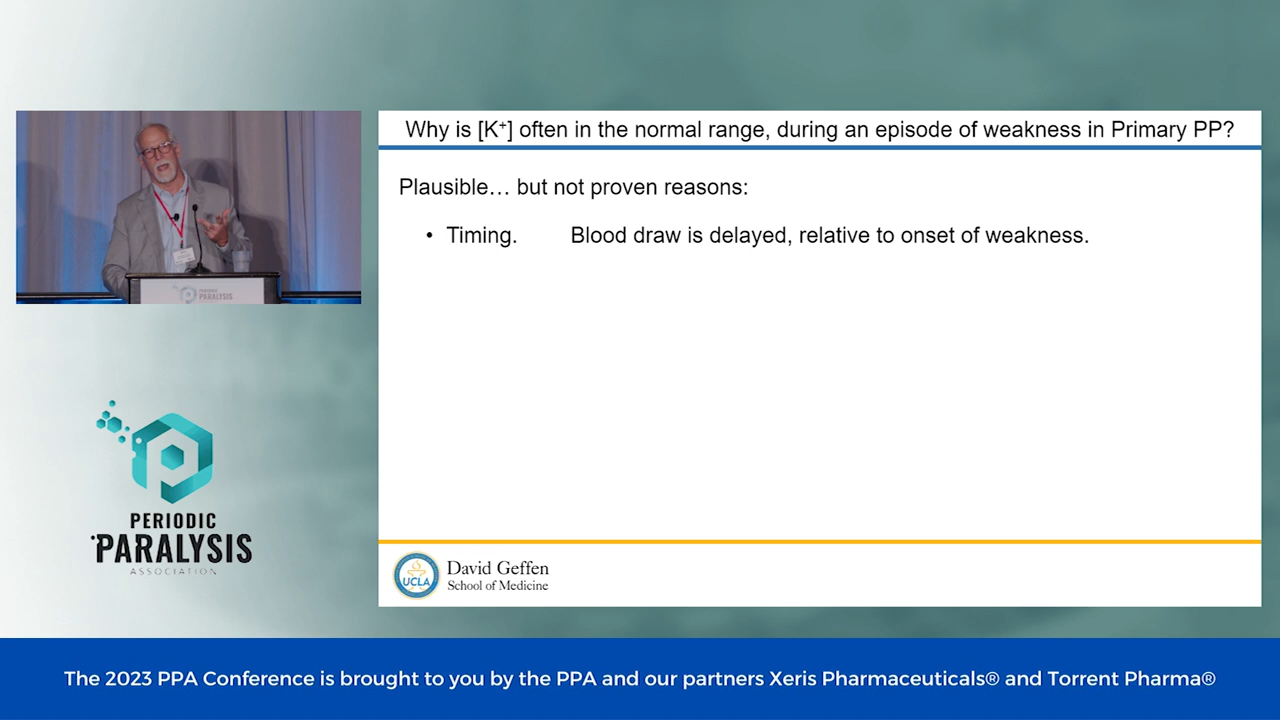 Why is [K⁺] often in the normal range, during an episode of weakness in Primary PP?
Plausible... but not proven reasons:
• Timing. Blood draw is delayed, relative to onset of weakness.
PERIODIC
PARALYSIS
PERIODIC
PARALYSIS
ASSOCIATION
UCLA
David Geffen
School of Medicine
The 2023 PPA Conference is brought to you by the PPA and our partners Xeris Pharmaceuticals® and Torrent Pharma®